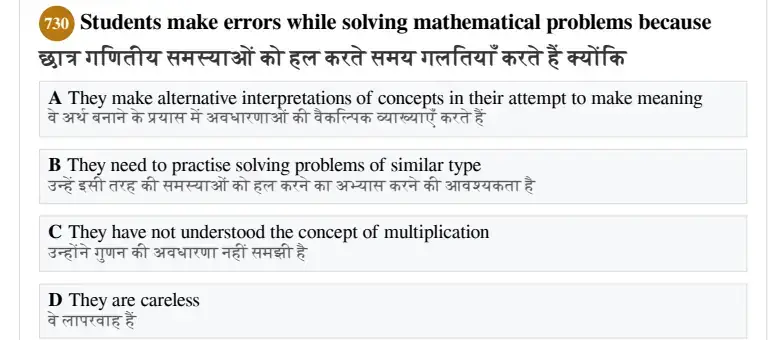 730 Students make errors while solving mathematical problems because
छात्र गणितीय समस्याओं को हल करते समय गलतियाँ करते हैं क्योंकि
A They make alternative interpretations of concepts in their attempt to make meaning
वे अर्थ बनाने के प्रयास में अवधारणाओं की वैकल्पिक व्याख्याएँ करते हैं
B They need to practise solving problems of similar type
उन्हें इसी तरह की समस्याओं को हल करने का अभ्यास करने की आवश्यकता है
C They have not understood the concept of multiplication
उन्होंने गुणन की अवधारणा नहीं समझी है
D They are careless
वे लापरवाह हैं